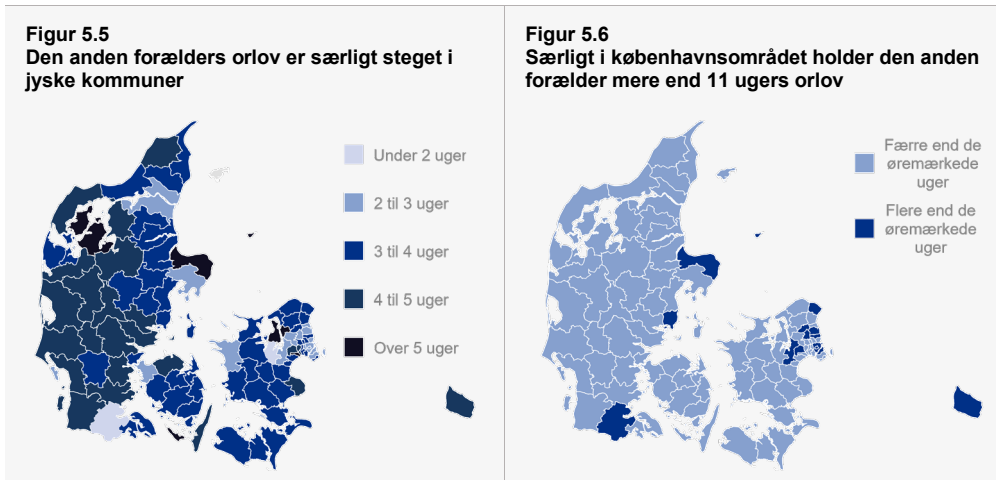 Figur 5.5
Den anden forælders orlov er særligt steget i
jyske kommuner
Under 2 uger
2 til 3 uger
3 til 4 uger
4 til 5 uger
Over 5 uger
Figur 5.6
Særligt i københavnsområdet holder den anden
forælder mere end 11 ugers orlov
Færre end de
øremærkede
uger
Flere end de
øremærkede
uger